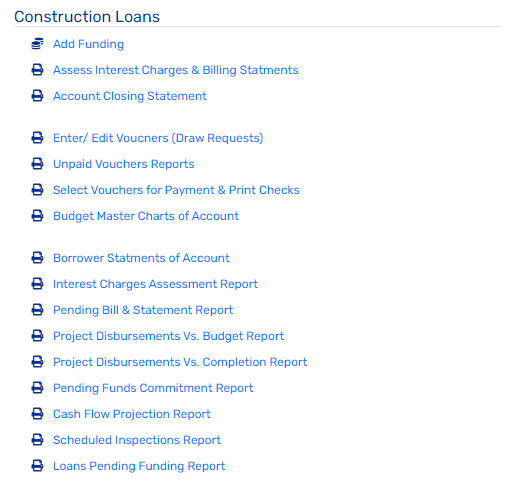 Construction Loans
Add Funding
Assess Interest Charges & Billing Statments
Account Closing Statement
Enter/ Edit Voucners (Draw Requests)
Unpaid Vouchers Reports
Select Vouchers for Payment & Print Checks
Budget Master Charts of Account
Borrower Statments of Account
Interest Charges Assessment Report
Pending Bill & Statement Report
Project Disbursements Vs. Budget Report
Project Disbursements Vs. Completion Report
Pending Funds Commitment Report
Cash Flow Projection Report
Scheduled Inspections Report
Loans Pending Funding Report